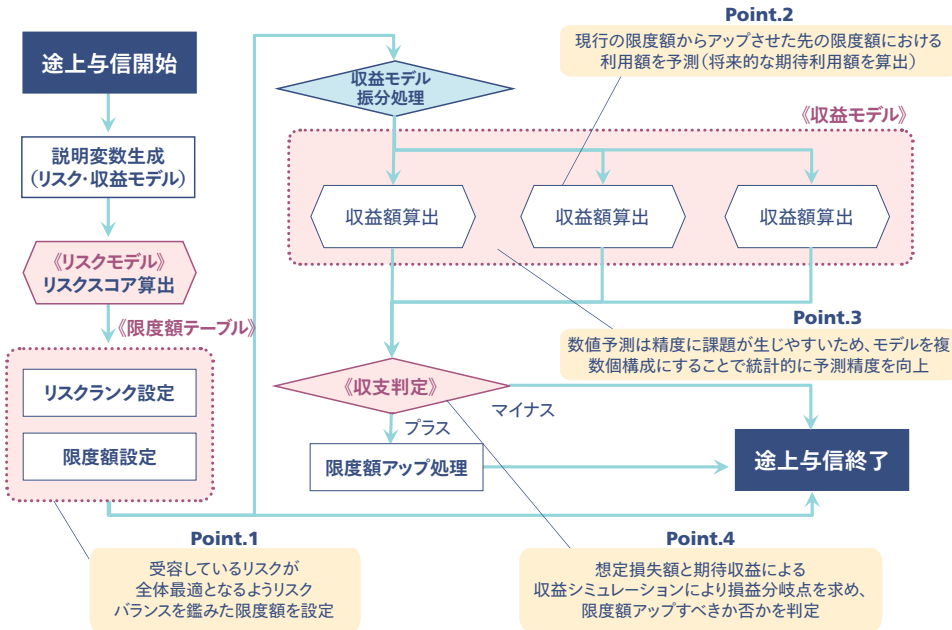 途上与信開始
説明変数生成
(リスク・収益モデル)
《リスクモデル》
リスクスコア算出
《限度額テーブル》
リスクランク設定
限度額設定
Point.1
受容しているリスクが
全体最適となるようリスク
バランスを鑑みた限度額を設定
収益モデル
振分処理
Point.2
現行の限度額からアップさせた先の限度額における
利用額を予測(将来的な期待利用額を算出)
《収益モデル》
収益額算出
収益額算出
収益額算出
Point.3
数値予測は精度に課題が生じやすいため、モデルを複
数個構成にすることで統計的に予測精度を向上
《収支判定》
マイナス
プラス
限度額アップ処理
途上与信終了
Point.4
想定損失額と期待収益による
収益シミュレーションにより損益分岐点を求め、
限度額アップすべきか否かを判定